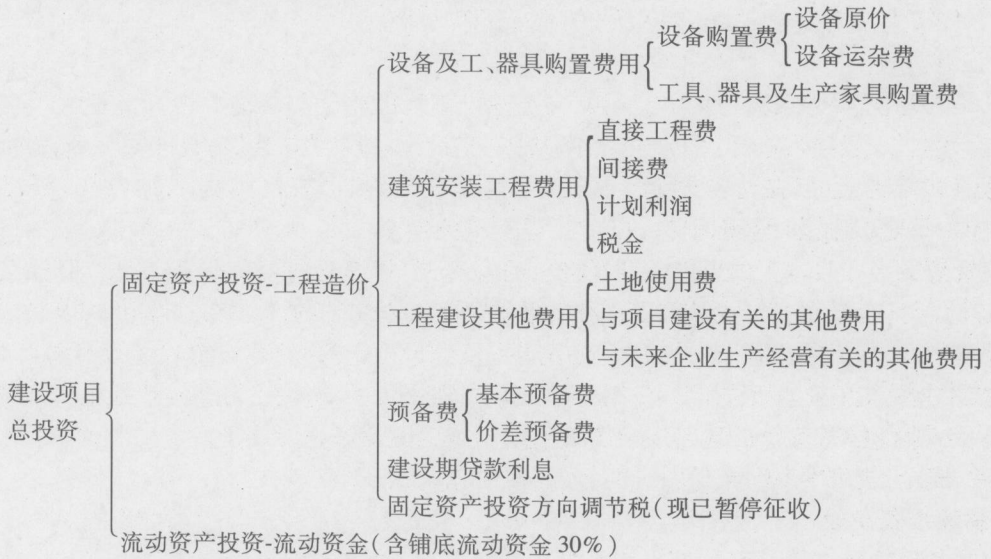 设备原价
设备购置费
设备运杂费
设备及工、器具购置费用
工具、器具及生产家具购置费
直接工程费
间接费
建筑安装工程费用
计划利润
税金
固定资产投资-工程造价
土地使用费
工程建设其他费用
与项目建设有关的其他费用
与未来企业生产经营有关的其他费用
建设项目
总投资
基本预备费
预备费
价差预备费
建设期贷款利息
固定资产投资方向调节税(现已暂停征收)
流动资产投资-流动资金(含铺底流动资金30%)